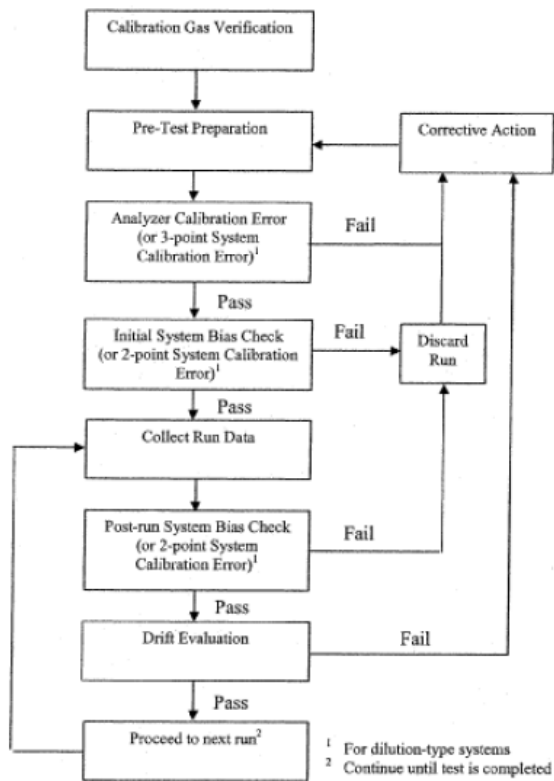 Calibration Gas Verification
Pre-Test Preparation
Corrective Action
Analyzer Calibration Error
(or 3-point System
Calibration Error)¹
Fail
Pass
Initial System Bias Check
(or 2-point System Calibration
Error)¹
Fail
Discard
Run
Pass
Collect Run Data
Post-run System Bias Check
(or 2-point System
Calibration Error)¹
Fail
Pass
Drift Evaluation
Fail
Pass
Proceed to next run²
¹ For dilution-type systems
² Continue until test is completed